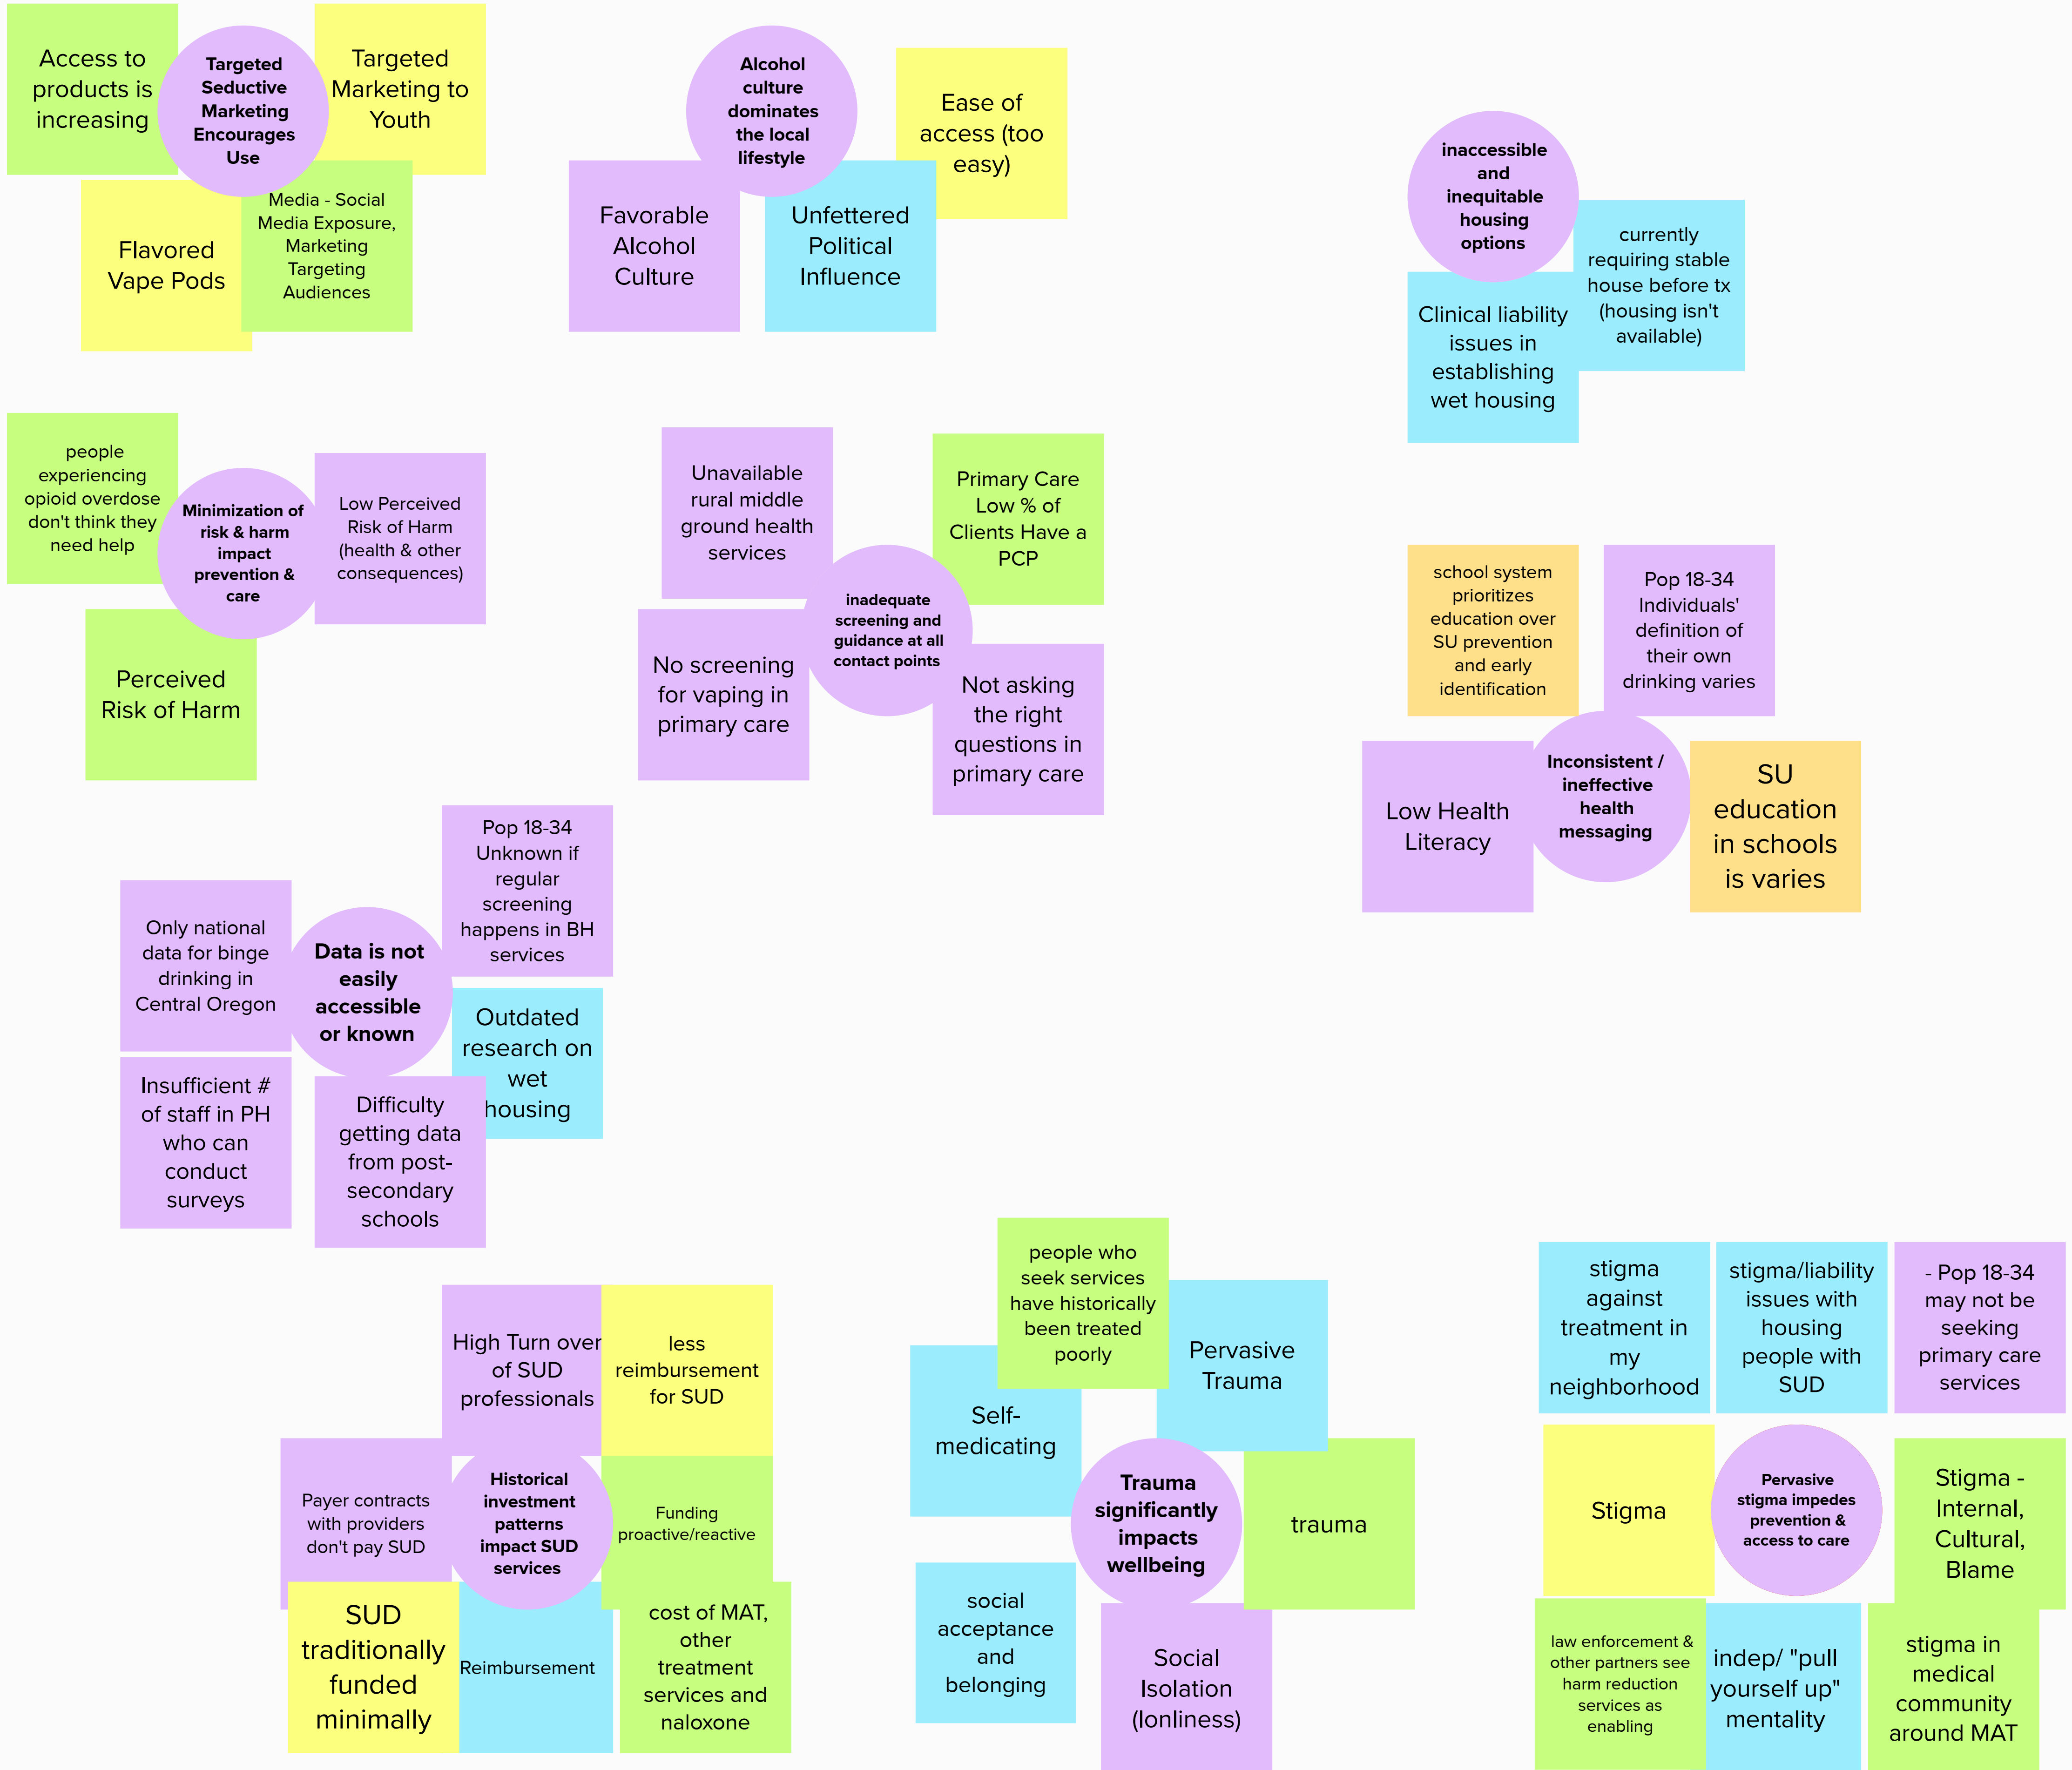 Access to
products is
increasing
Targeted
Seductive
Marketing
Encourages
Use
Targeted
Marketing to
Youth
Flavored
Vape Pods
Media - Social
Media Exposure,
Marketing
Targeting
Audiences
Alcohol
culture
dominates
the local
lifestyle
Ease of
access (too
easy)
Favorable
Alcohol
Culture
Unfettered
Political
Influence
inaccessible
and
inequitable
housing
options
currently
requiring stable
house before tx
(housing isn't
available)
Clinical liability
issues in
establishing
wet housing
people
experiencing
opioid overdose
don't think they
need help
Minimization of
risk & harm
impact
prevention &
care
Low Perceived
Risk of Harm
(health & other
consequences)
Perceived
Risk of Harm
Unavailable
rural middle
ground health
services
Primary Care
Low % of
Clients Have a
PCP
inadequate
screening and
guidance at all
contact points
No screening
for vaping in
primary care
Not asking
the right
questions in
primary care
school system
prioritizes
education over
SU prevention
and early
identification
Pop 18-34
Individuals'
definition of
their own
drinking varies
Low Health
Literacy
Inconsistent /
ineffective
health
messaging
SU
education
in schools
is varies
Pop 18-34
Unknown if
regular
screening
happens in BH
services
Only national
data for binge
drinking in
Central Oregon
Data is not
easily
accessible
or known
Outdated
research on
wet
housing
Insufficient #
of staff in PH
who can
conduct
surveys
Difficulty
getting data
from post-
secondary
schools
High Turn over
of SUD
professionals
less
reimbursement
for SUD
Payer contracts
with providers
don't pay SUD
Historical
investment
patterns
impact SUD
services
Funding
proactive/reactive
SUD
traditionally
funded
minimally
Reimbursement
cost of MAT,
other
treatment
services and
naloxone
people who
seek services
have historically
been treated
poorly
Pervasive
Trauma
Self-
medicating
Trauma
significantly
impacts
wellbeing
trauma
social
acceptance
and
belonging
Social
Isolation
(lonliness)
stigma
against
treatment in
my
neighborhood
stigma/liability
issues with
housing
people with
SUD
- Pop 18-34
may not be
seeking
primary care
services
Stigma
Pervasive
stigma impedes
prevention &
access to care
Stigma -
Internal,
Cultural,
Blame
law enforcement &
other partners see
harm reduction
services as
enabling
indep/ "pull
yourself up"
mentality
stigma in
medical
community
around MAT